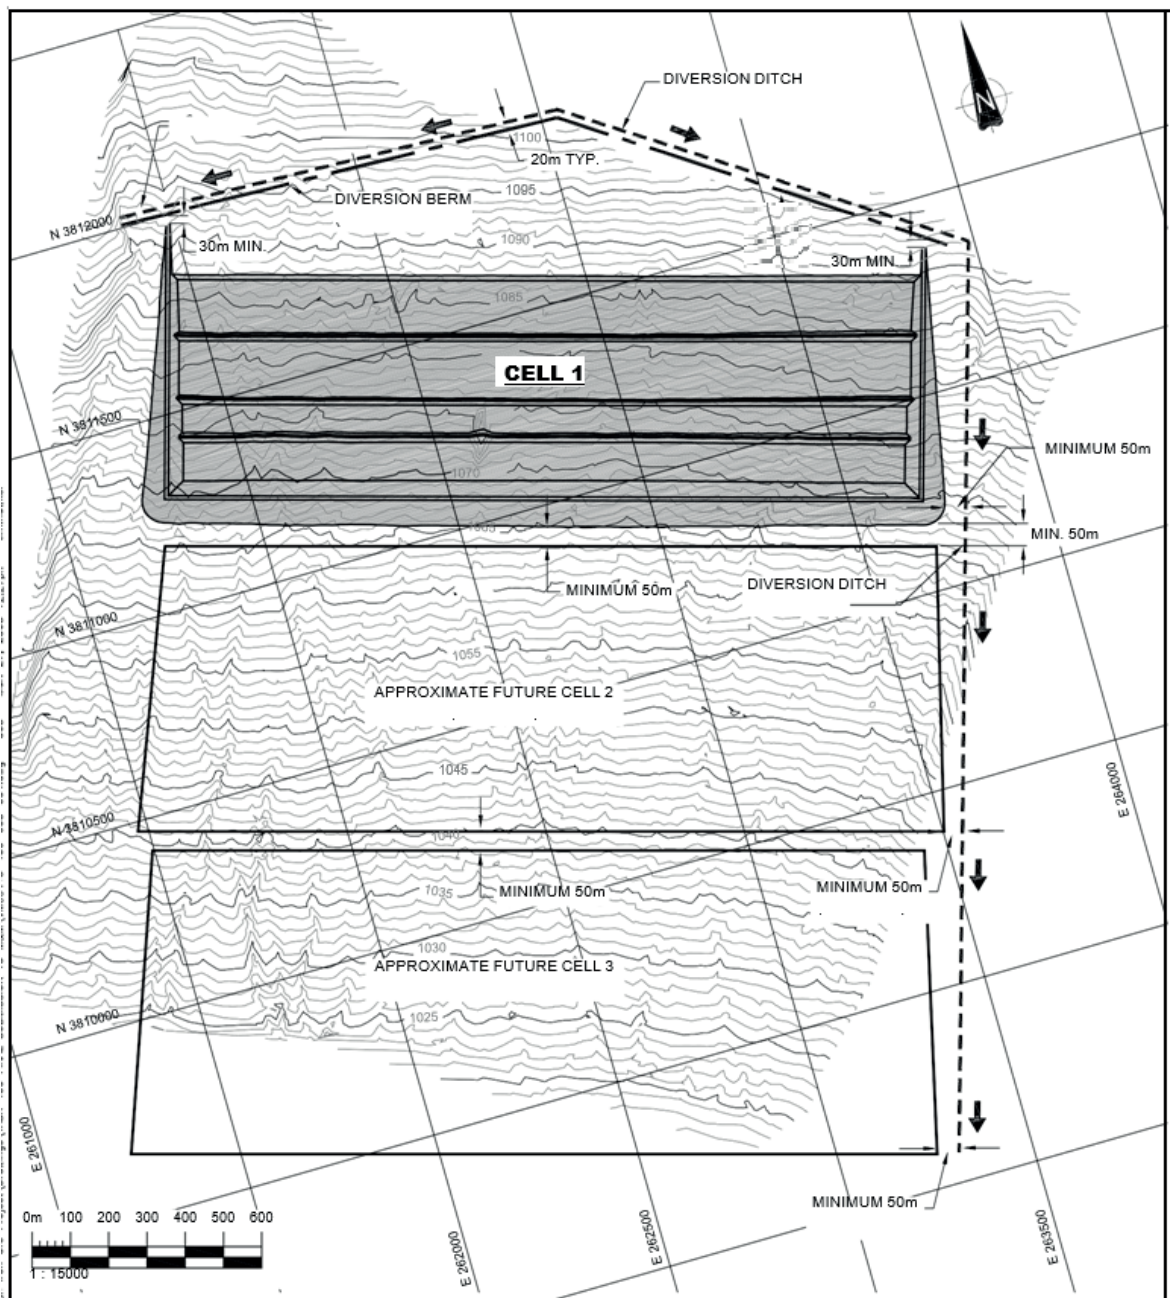 DIVERSION DITCH
N
1100
20m TYP.
1095
DIVERSION BERM
N 3812000
1090
30m MIN.
30m MIN.
1085
CELL 1
N 3811500
MINIMUM 50m
1070
MIN. 50m
MINIMUM 50m
DIVERSION DITCH
N 3811000
1055
APPROXIMATE FUTURE CELL 2
1045
E 264000
N 3810500
1040
1035
MINIMUM 50m
MINIMUM 50m
1030
APPROXIMATE FUTURE CELL 3
N 3810000
1025
E 261000
MINIMUM 50m
0m 100 200 300 400 500 600
1 : 15000
E 262000
E 262500
E 263500